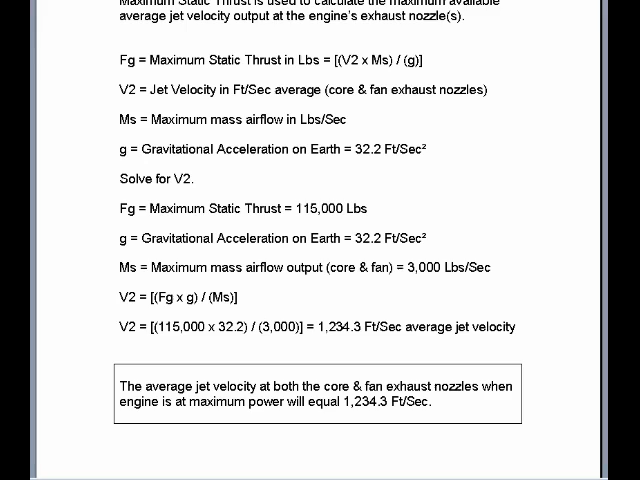 Maximum Static Thrust is used to calculate the maximum available
average jet velocity output at the engine's exhaust nozzle(s).
Fg = Maximum Static Thrust in Lbs = [(V2 x Ms) / (g)]
V2 = Jet Velocity in Ft/Sec average (core & fan exhaust nozzles)
Ms = Maximum mass airflow in Lbs/Sec
g = Gravitational Acceleration on Earth = 32.2 Ft/Sec²
Solve for V2.
Fg = Maximum Static Thrust = 115,000 Lbs
g = Gravitational Acceleration on Earth = 32.2 Ft/Sec²
Ms = Maximum mass airflow output (core & fan) = 3,000 Lbs/Sec
V2 = [(Fg x g) / (Ms)]
V2 = [(115,000 x 32.2) / (3,000)] = 1,234.3 Ft/Sec average jet velocity
The average jet velocity at both the core & fan exhaust nozzles when
engine is at maximum power will equal 1,234.3 Ft/Sec.